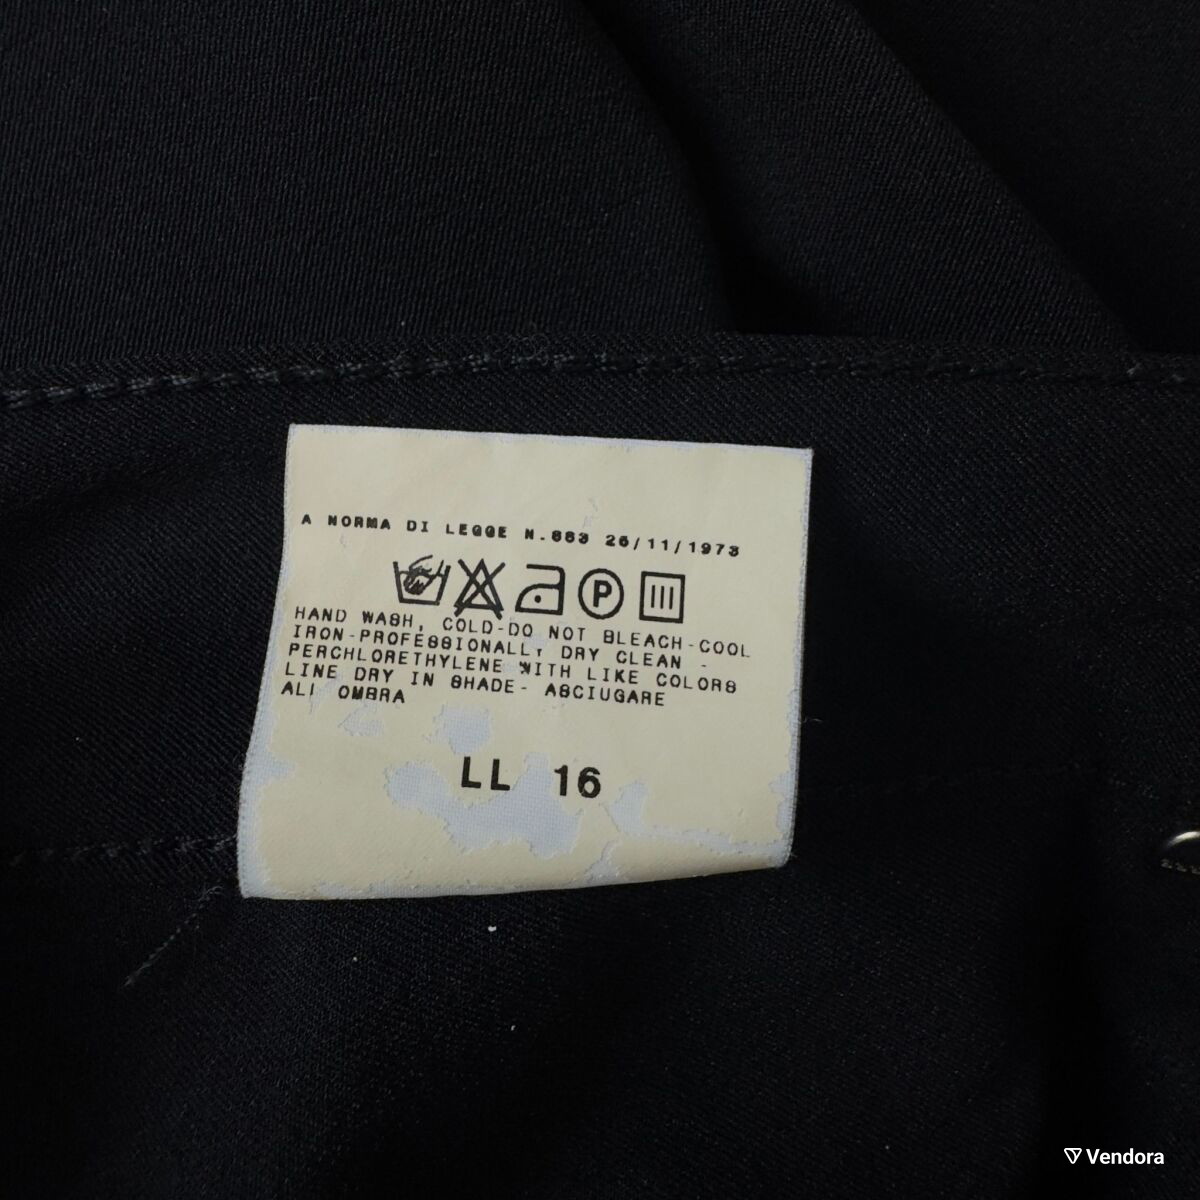 A NORMA DI LEGGE N.883 26/11/1973
P
HAND WASH, COLD-DO NOT BLEACH-COOL
IRON-PROFESSIONALLY DRY CLEAN -
PERCHLORETHYLENE WITH LIKE COLORS
LINE DRY IN SHADE- ASCIUGARE
ALL OMBRA
LL 16
Vendora